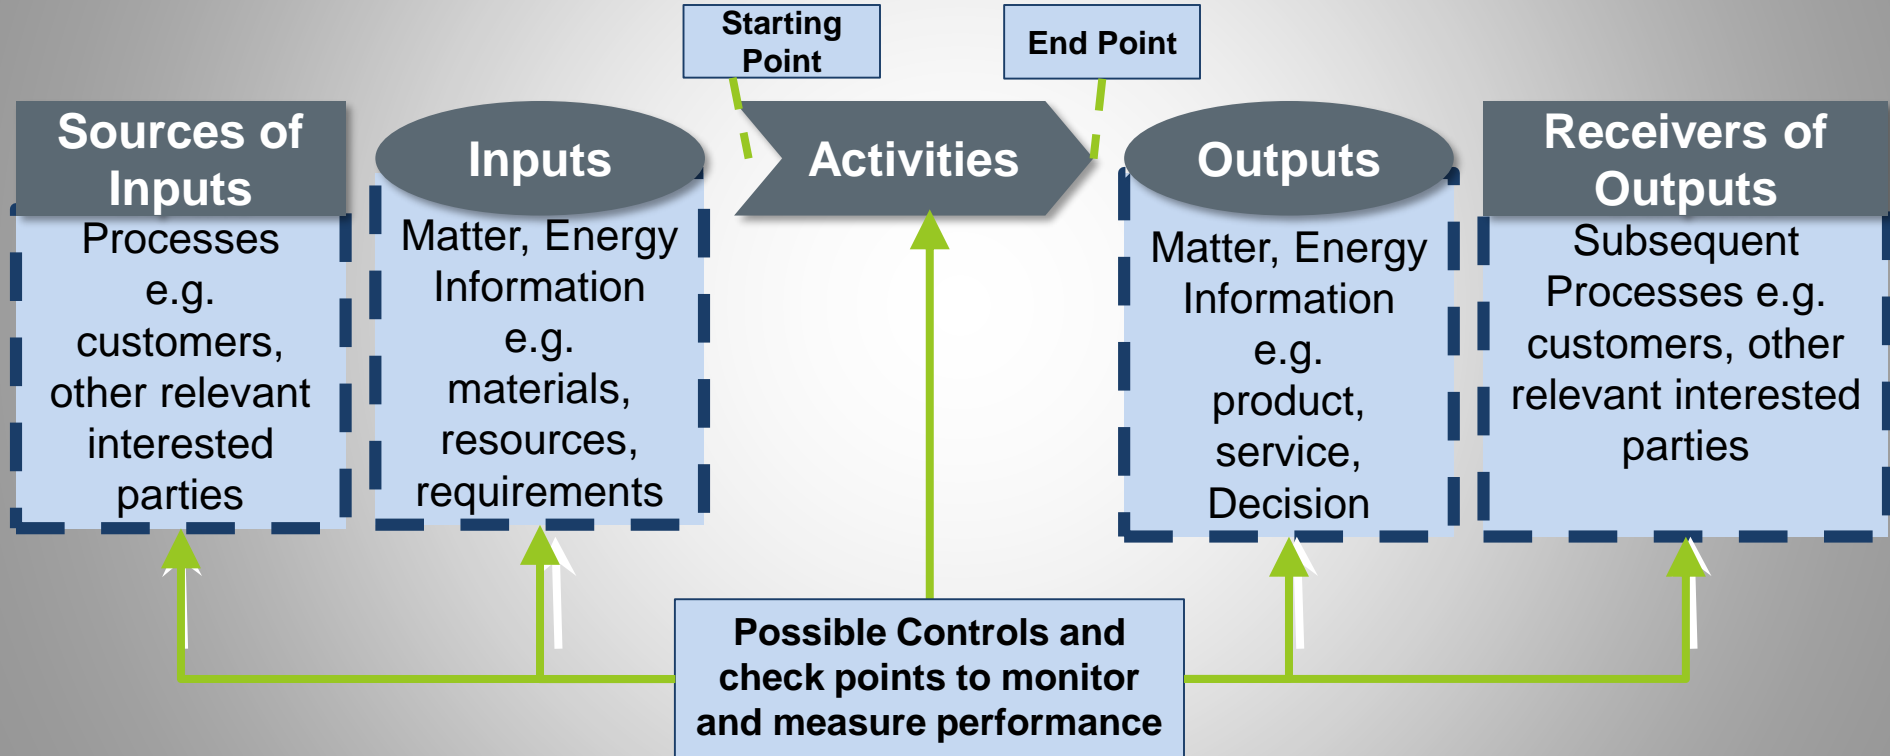 Starting
Point
End Point
Sources of
Inputs
Processes
e.g.
customers,
other relevant
interested
parties
Inputs
Matter, Energy
Information
e.g.
materials,
resources,
requirements
Activities
Outputs
Matter, Energy
Information
e.g.
product,
service,
Decision
Receivers of
Outputs
Subsequent
Processes e.g.
customers, other
relevant interested
parties
Possible Controls and
check points to monitor
and measure performance